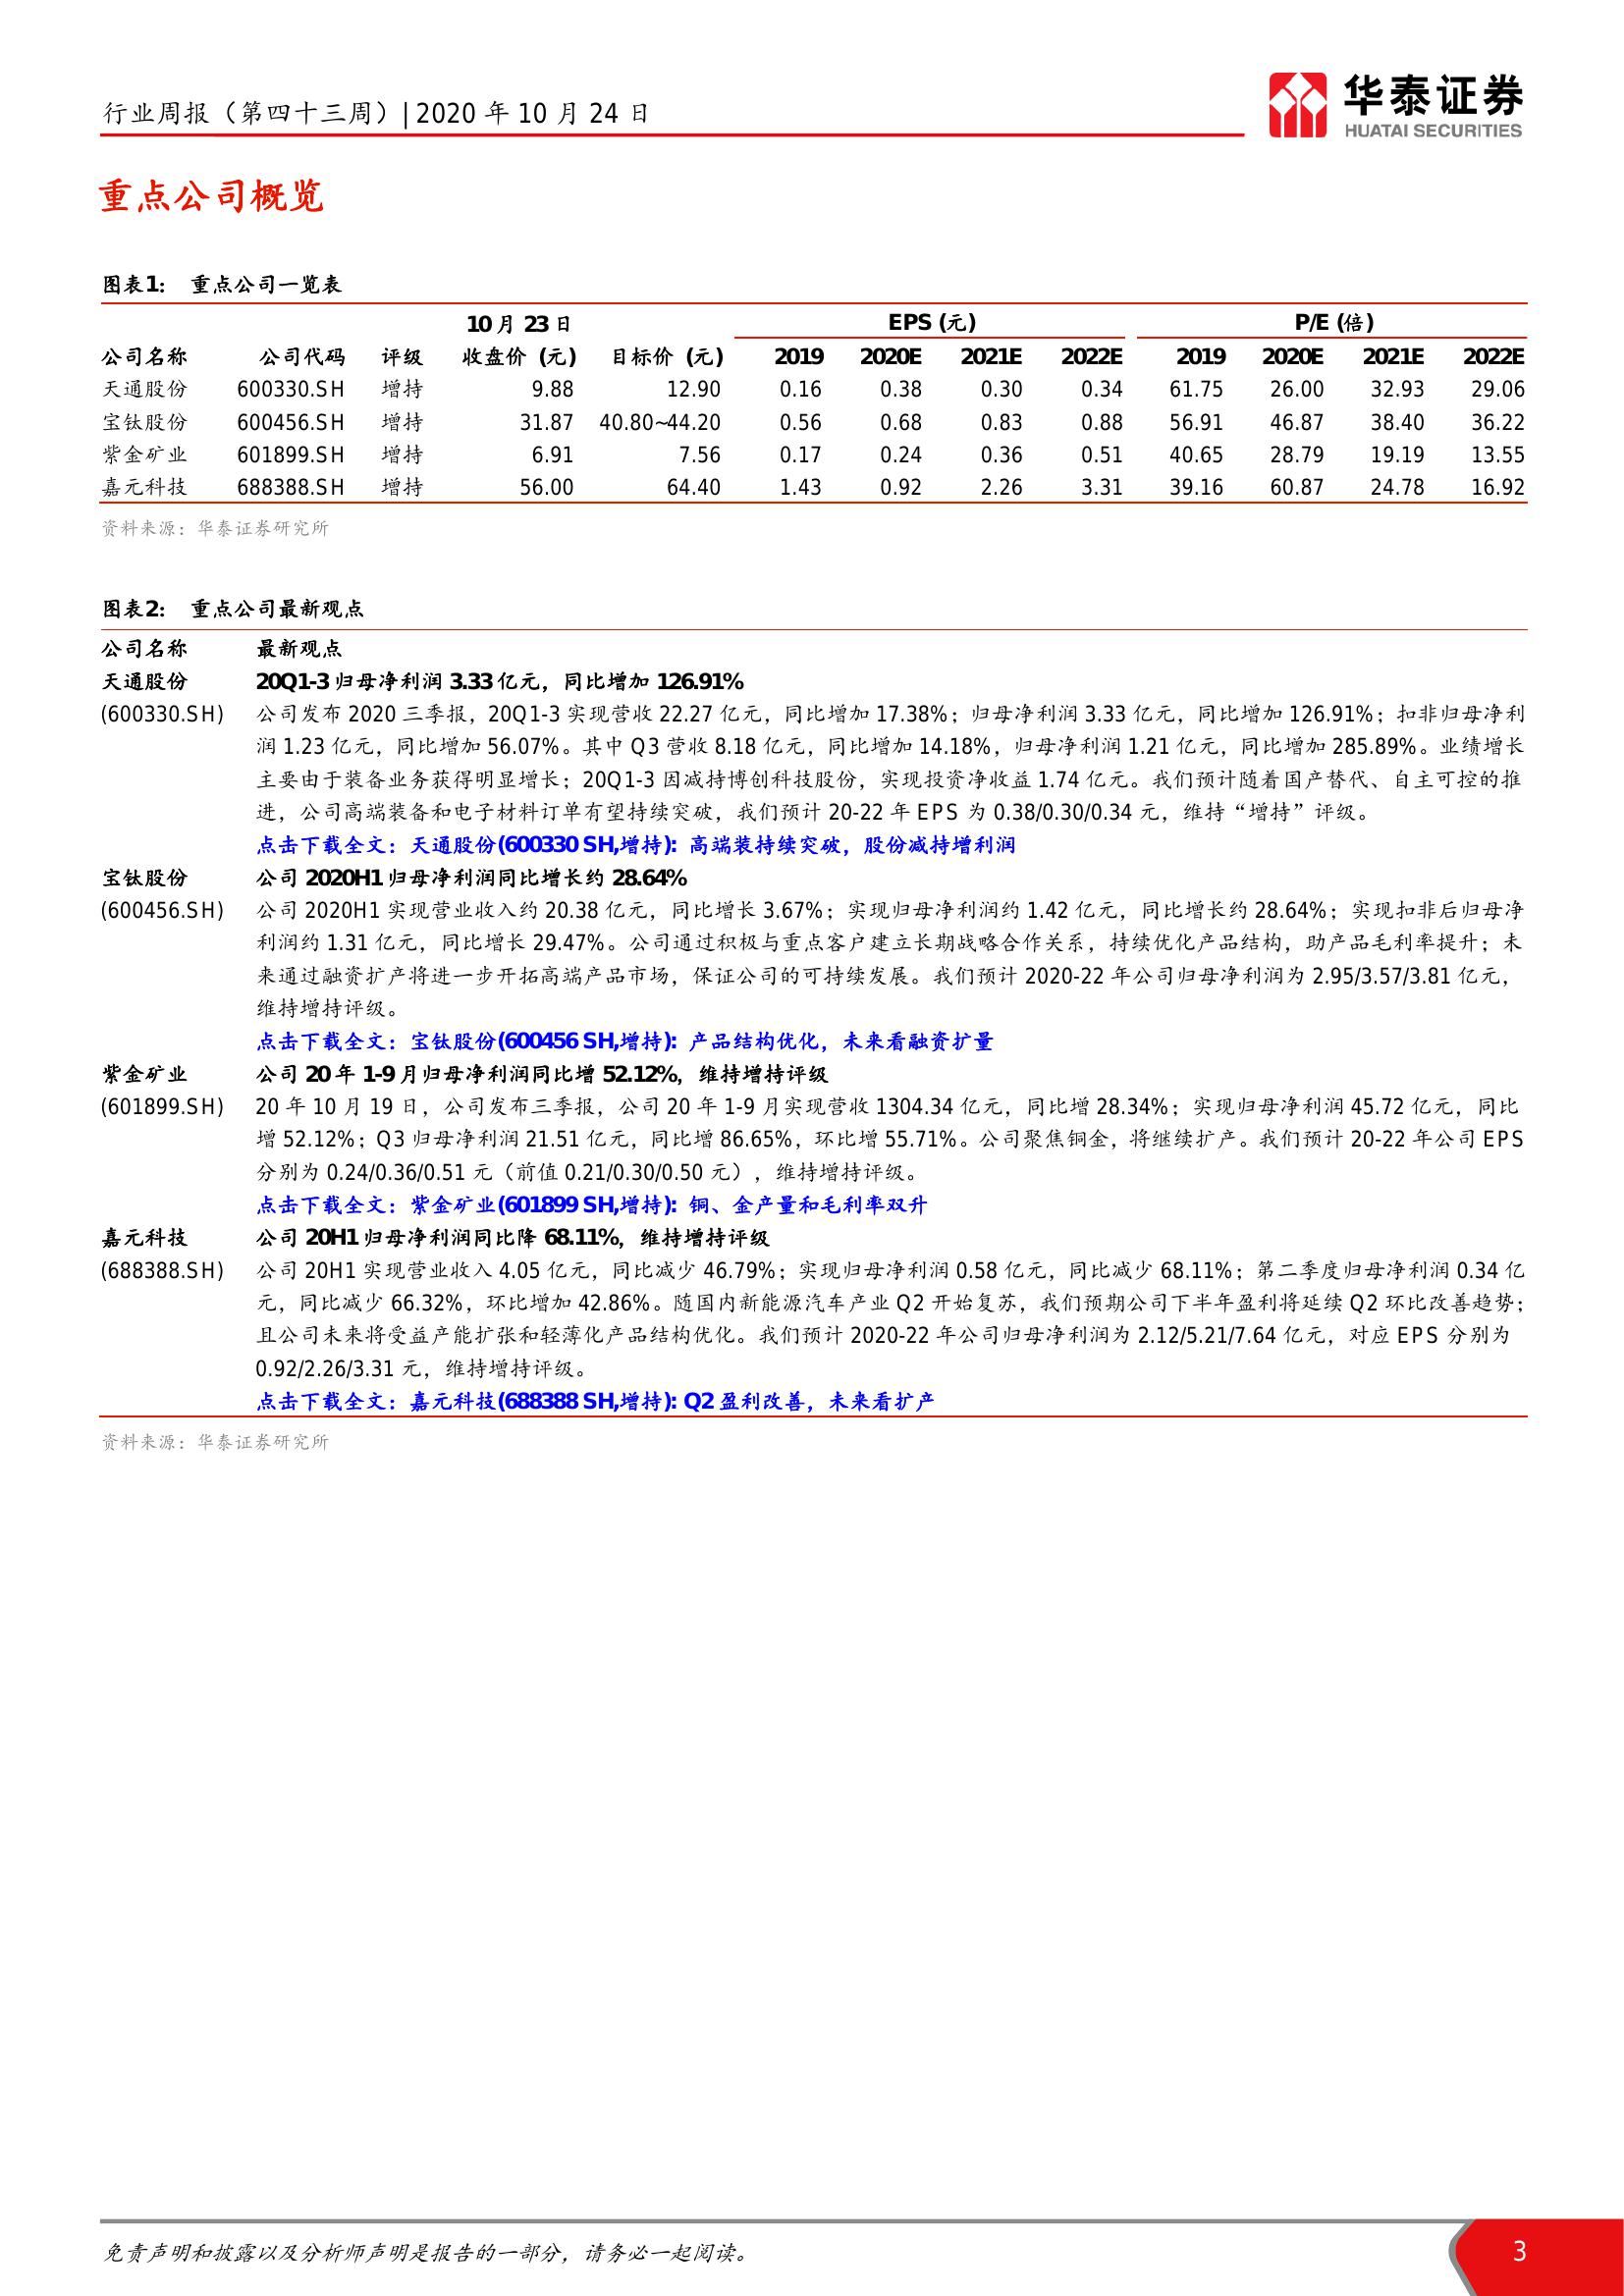 行业周报（第四十三周）| 2020 年 10 月 24 日
华泰证券
HUATAI SECURITIES
重点公司概览
图表1： 重点公司一览表
10 月 23 日 EPS (元) P/E (倍)
公司名称 公司代码 评级 收盘价 (元) 目标价 (元) 2019 2020E 2021E 2022E 2019 2020E 2021E 2022E
天通股份 600330.SH 增持 9.88 12.90 0.16 0.38 0.30 0.34 61.75 26.00 32.93 29.06
宝钛股份 600456.SH 增持 31.87 40.80~44.20 0.56 0.68 0.83 0.88 56.91 46.87 38.40 36.22
紫金矿业 601899.SH 增持 6.91 7.56 0.17 0.24 0.36 0.51 40.65 28.79 19.19 13.55
嘉元科技 688388.SH 增持 56.00 64.40 1.43 0.92 2.26 3.31 39.16 60.87 24.78 16.92
资料来源：华泰证券研究所
图表2： 重点公司最新观点
公司名称 最新观点
天通股份 20Q1-3 归母净利润 3.33 亿元，同比增加 126.91%
(600330.SH) 公司发布 2020 三季报，20Q1-3 实现营收 22.27 亿元，同比增加 17.38%；归母净利润 3.33 亿元，同比增加 126.91%；扣非归母净利
润 1.23 亿元，同比增加 56.07%。其中 Q3 营收 8.18 亿元，同比增加 14.18%，归母净利润 1.21 亿元，同比增加 285.89%。业绩增长
主要由于装备业务获得明显增长；20Q1-3 因减持博创科技股份，实现投资净收益 1.74 亿元。我们预计随着国产替代、自主可控的推
进，公司高端装备和电子材料订单有望持续突破，我们预计 20-22 年 EPS 为 0.38/0.30/0.34 元，维持“增持”评级。
点击下载全文：天通股份(600330 SH,增持): 高端装持续突破，股份减持增利润
宝钛股份 公司 2020H1 归母净利润同比增长约 28.64%
(600456.SH) 公司 2020H1 实现营业收入约 20.38 亿元，同比增长 3.67%；实现归母净利润约 1.42 亿元，同比增长约 28.64%；实现扣非后归母净
利润约 1.31 亿元，同比增长 29.47%。公司通过积极与重点客户建立长期战略合作关系，持续优化产品结构，助产品毛利率提升；未
来通过融资扩产将进一步开拓高端产品市场，保证公司的可持续发展。我们预计 2020-22 年公司归母净利润为 2.95/3.57/3.81 亿元，
维持增持评级。
点击下载全文：宝钛股份(600456 SH,增持): 产品结构优化，未来看融资扩量
紫金矿业 公司 20 年 1-9 月归母净利润同比增 52.12%，维持增持评级
(601899.SH) 20 年 10 月 19 日，公司发布三季报，公司 20 年 1-9 月实现营收 1304.34 亿元，同比增 28.34%；实现归母净利润 45.72 亿元，同比
增 52.12%；Q3 归母净利润 21.51 亿元，同比增 86.65%，环比增 55.71%。公司聚焦铜金，将继续扩产。我们预计 20-22 年公司 EPS
分别为 0.24/0.36/0.51 元（前值 0.21/0.30/0.50 元），维持增持评级。
点击下载全文：紫金矿业(601899 SH,增持): 铜、金产量和毛利率双升
嘉元科技 公司 20H1 归母净利润同比降 68.11%，维持增持评级
(688388.SH) 公司 20H1 实现营业收入 4.05 亿元，同比减少 46.79%；实现归母净利润 0.58 亿元，同比减少 68.11%；第二季度归母净利润 0.34 亿
元，同比减少 66.32%，环比增加 42.86%。随国内新能源汽车产业 Q2 开始复苏，我们预期公司下半年盈利将延续 Q2 环比改善趋势；
且公司未来将受益产能扩张和轻薄化产品结构优化。我们预计 2020-22 年公司归母净利润为 2.12/5.21/7.64 亿元，对应 EPS 分别为
0.92/2.26/3.31 元，维持增持评级。
点击下载全文：嘉元科技(688388 SH,增持): Q2 盈利改善，未来看扩产
资料来源：华泰证券研究所
免责声明和披露以及分析师声明是报告的一部分，请务必一起阅读。
3